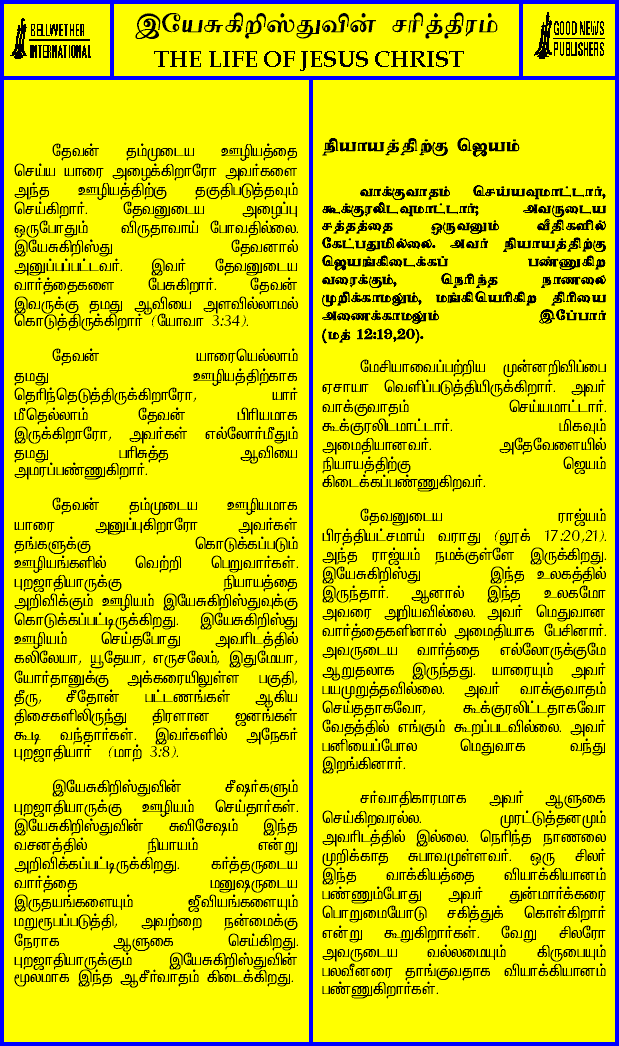 BELLWETHER
INTERNATIONAL
இயேசுகிறிஸ்துவின் சரித்திரம்
THE LIFE OF JESUS CHRIST
GOOD NEWS
PUBLISHERS
தேவன் தம்முடைய ஊழியத்தை
செய்ய யாரை அழைக்கிறாரோ அவர்களை
அந்த ஊழியத்திற்கு தகுதிபடுத்தவும்
செய்கிறார். தேவனுடைய அழைப்பு
ஒருபோதும் விருதாவாய் போவதில்லை.
இயேசுகிறிஸ்து தேவனால்
அனுப்பப்பட்டவர். இவர் தேவனுடைய
வார்த்தைகளை பேசுகிறார். தேவன்
இவருக்கு தமது ஆவியை அளவில்லாமல்
கொடுத்திருக்கிறார் (யோவா 3:34).
தேவன் யாரையெல்லாம்
தமது ஊழியத்திற்காக
தெரிந்தெடுத்திருக்கிறாரோ, யார்
மீதெல்லாம் தேவன் பிரியமாக
இருக்கிறாரோ, அவர்கள் எல்லோர்மீதும்
தமது பரிசுத்த ஆவியை
அமரப்பண்ணுகிறார்.
தேவன் தம்முடைய ஊழியமாக
யாரை அனுப்புகிறாரோ அவர்கள்
தங்களுக்கு கொடுக்கப்படும்
ஊழியங்களில் வெற்றி பெறுவார்கள்.
புறஜாதியாருக்கு நியாயத்தை
அறிவிக்கும் ஊழியம் இயேசுகிறிஸ்துவுக்கு
கொடுக்கப்பட்டிருக்கிறது. இயேசுகிறிஸ்து
ஊழியம் செய்தபோது அவரிடத்தில்
கலிலேயா, யூதேயா, எருசலேம், இதுமேயா,
யோர்தானுக்கு அக்கரையிலுள்ள பகுதி,
தீரு, சீதோன் பட்டணங்கள் ஆகிய
திசைகளிலிருந்து திரளான ஜனங்கள்
கூடி வந்தார்கள். இவர்களில் அநேகர்
புறஜாதியார் (மாற் 3:8).
இயேசுகிறிஸ்துவின் சீஷர்களும்
புறஜாதியாருக்கு ஊழியம் செய்தார்கள்.
இயேசுகிறிஸ்துவின் சுவிசேஷம் இந்த
வசனத்தில் நியாயம் என்று
அறிவிக்கப்பட்டிருக்கிறது. கர்த்தருடைய
வார்த்தை மனுஷருடைய
இருதயங்களையும் ஜீவியங்களையும்
மறுரூபப்படுத்தி, அவற்றை நன்மைக்கு
நேராக ஆளுகை செய்கிறது.
புறஜாதியாருக்கும் இயேசுகிறிஸ்துவின்
மூலமாக இந்த ஆசீர்வாதம் கிடைக்கிறது.
நியாயத்திற்கு ஜெயம்
வாக்குவாதம் செய்யவுமாட்டார்,
கூக்குரலிடவுமாட்டார்; அவருடைய
சத்தத்தை ஒருவனும் வீதிகளில்
கேட்பதுமில்லை. அவர் நியாயத்திற்கு
ஜெயங்கிடைக்கப் பண்ணுகிற
வரைக்கும், நெரிந்த நாணலை
முறிக்காமலும், மங்கியெரிகிற திரியை
அணைக்காமலும் இருப்பார்
(மத் 12:19,20).
மேசியாவைப்பற்றிய முன்னறிவிப்பை
ஏசாயா வெளிப்படுத்தியிருக்கிறார். அவர்
வாக்குவாதம் செய்யமாட்டார்.
கூக்குரலிடமாட்டார். மிகவும்
அமைதியானவர். அதேவேளையில்
நியாயத்திற்கு ஜெயம்
கிடைக்கப்பண்ணுகிறவர்.
தேவனுடைய ராஜ்யம்
பிரத்தியட்சமாய் வராது (லூக் 17:20,21).
அந்த ராஜ்யம் நமக்குள்ளே இருக்கிறது.
இயேசுகிறிஸ்து இந்த உலகத்தில்
இருந்தார். ஆனால் இந்த உலகமோ
அவரை அறியவில்லை. அவர் மெதுவான
வார்த்தைகளினால் அமைதியாக பேசினார்.
அவருடைய வார்த்தை எல்லோருக்குமே
ஆறுதலாக இருந்தது. யாரையும் அவர்
பயமுறுத்தவில்லை. அவர் வாக்குவாதம்
செய்ததாகவோ, கூக்குரலிட்டதாகவோ
வேதத்தில் எங்கும் கூறப்படவில்லை. அவர்
பனியைப்போல மெதுவாக வந்து
இறங்கினார்.
சர்வாதிகாரமாக அவர் ஆளுகை
செய்கிறவரல்ல. முரட்டுத்தனமும்
அவரிடத்தில் இல்லை. நெரிந்த நாணலை
முறிக்காத சுபாவமுள்ளவர். ஒரு சிலர்
இந்த வாக்கியத்தை வியாக்கியானம்
பண்ணும்போது அவர் துன்மார்க்கரை
பொறுமையோடு சகித்துக் கொள்கிறார்
என்று கூறுகிறார்கள். வேறு சிலரோ
அவருடைய வல்லமையும் கிருபையும்
பலவீனரை தாங்குவதாக வியாக்கியானம்
பண்ணுகிறார்கள்.